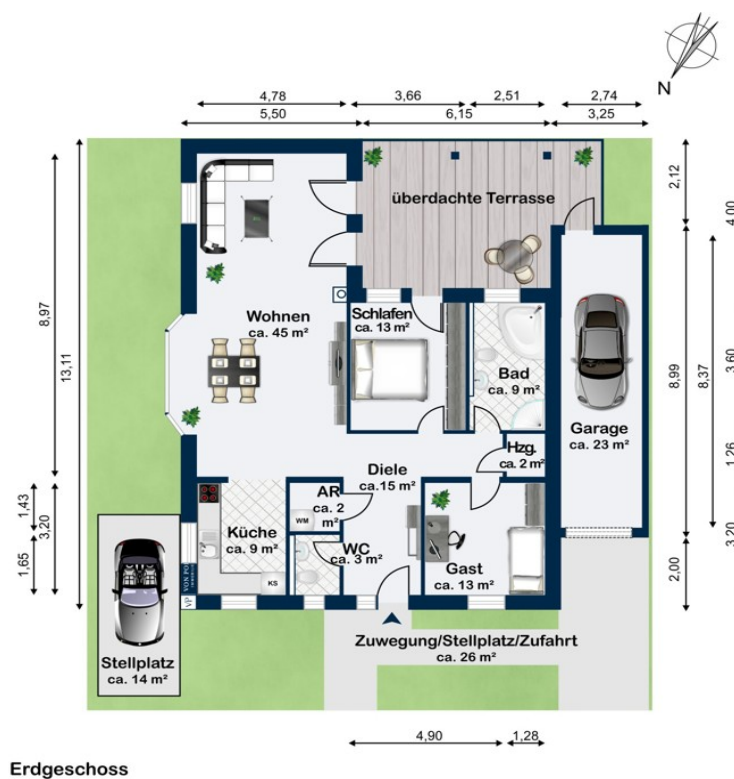 N
4,78
3,66
2,51
2,74
5,50
6,15
3,25
überdachte Terrasse
2,12
4,00
Wohnen
ca. 45 m²
Schlafen
ca. 13 m²
Bad
ca. 9 m²
Garage
ca. 23 m²
8,97
13,11
8,99
8,37
3,60
1,26
Hzg.
ca. 2 m²
Diele
ca.15 m²
AR
ca. 2
m²
WM
Küche
ca. 9 m²
WC
ca. 3 m²
Gast
ca. 13 m²
KS
1,43
3,20
1,65
3,20
2,00
VP
Stellplatz
ca. 14 m²
Zuwegung/Stellplatz/Zufahrt
ca. 26 m²
4,90
1,28
Erdgeschoss